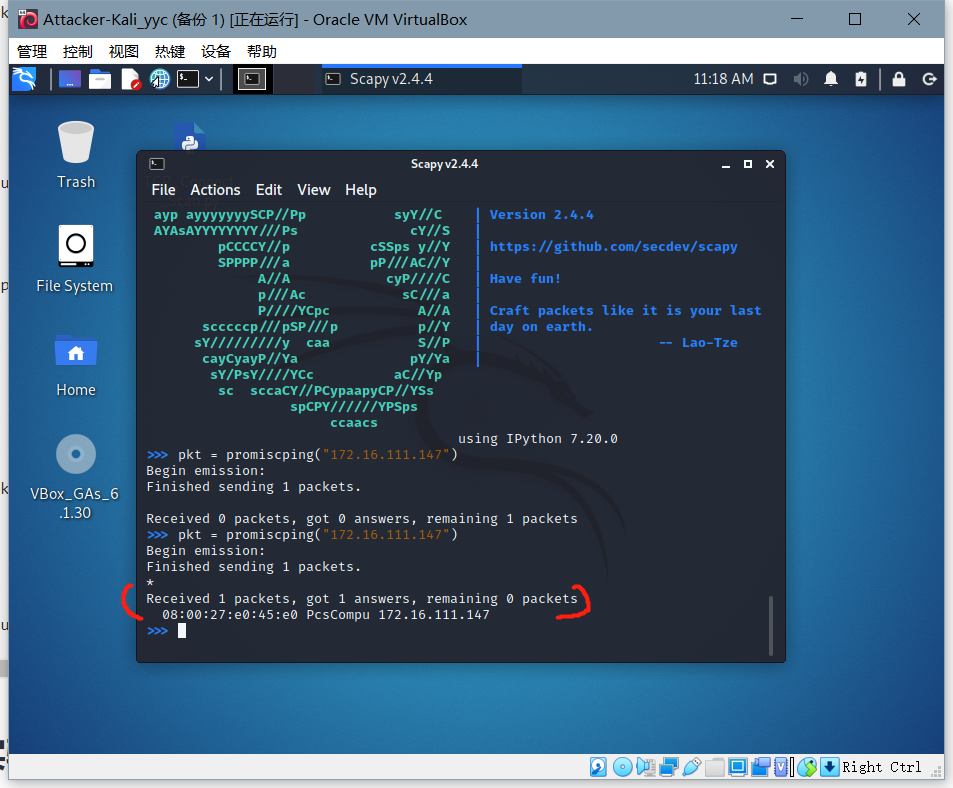 Attacker-Kali_yyc (备份 1) [正在运行] - Oracle VM VirtualBox
管理 控制 视图 热键 设备 帮助
Scapy v2.4.4
11:18 AM
Trash
File System
Home
VBox_GAs_6
.1.30
Scapy v2.4.4
File Actions Edit View Help
ayp ayyyyyyySCP//Pp syY//C | Version 2.4.4
AYAsAYYYYYYYY///Ps cY//S |
pCCCCY//p cSSps y//Y | https://github.com/secdev/scapy
SPPPP///a pP///AC//Y |
A//A cyP////C | Have fun!
p///Ac sC///a |
P////YCpc A//A | Craft packets like it is your last
scccccp///pSP///p p//Y | day on earth.
sY/////////y caa S//P | -- Lao-Tze
cayCyayP//Ya pY/Ya |
sY/PsY////YCc aC//Yp
sc sccaCY//PCypaapyCP//YSs
spCPY//////YPSps
ccaacs
using IPython 7.20.0
>>> pkt = promiscping("172.16.111.147")
Begin emission:
Finished sending 1 packets.
Received 0 packets, got 0 answers, remaining 1 packets
>>> pkt = promiscping("172.16.111.147")
Begin emission:
Finished sending 1 packets.
*
Received 1 packets, got 1 answers, remaining 0 packets
08:00:27:e0:45:e0 PcsCompu 172.16.111.147
>>>
Right Ctrl